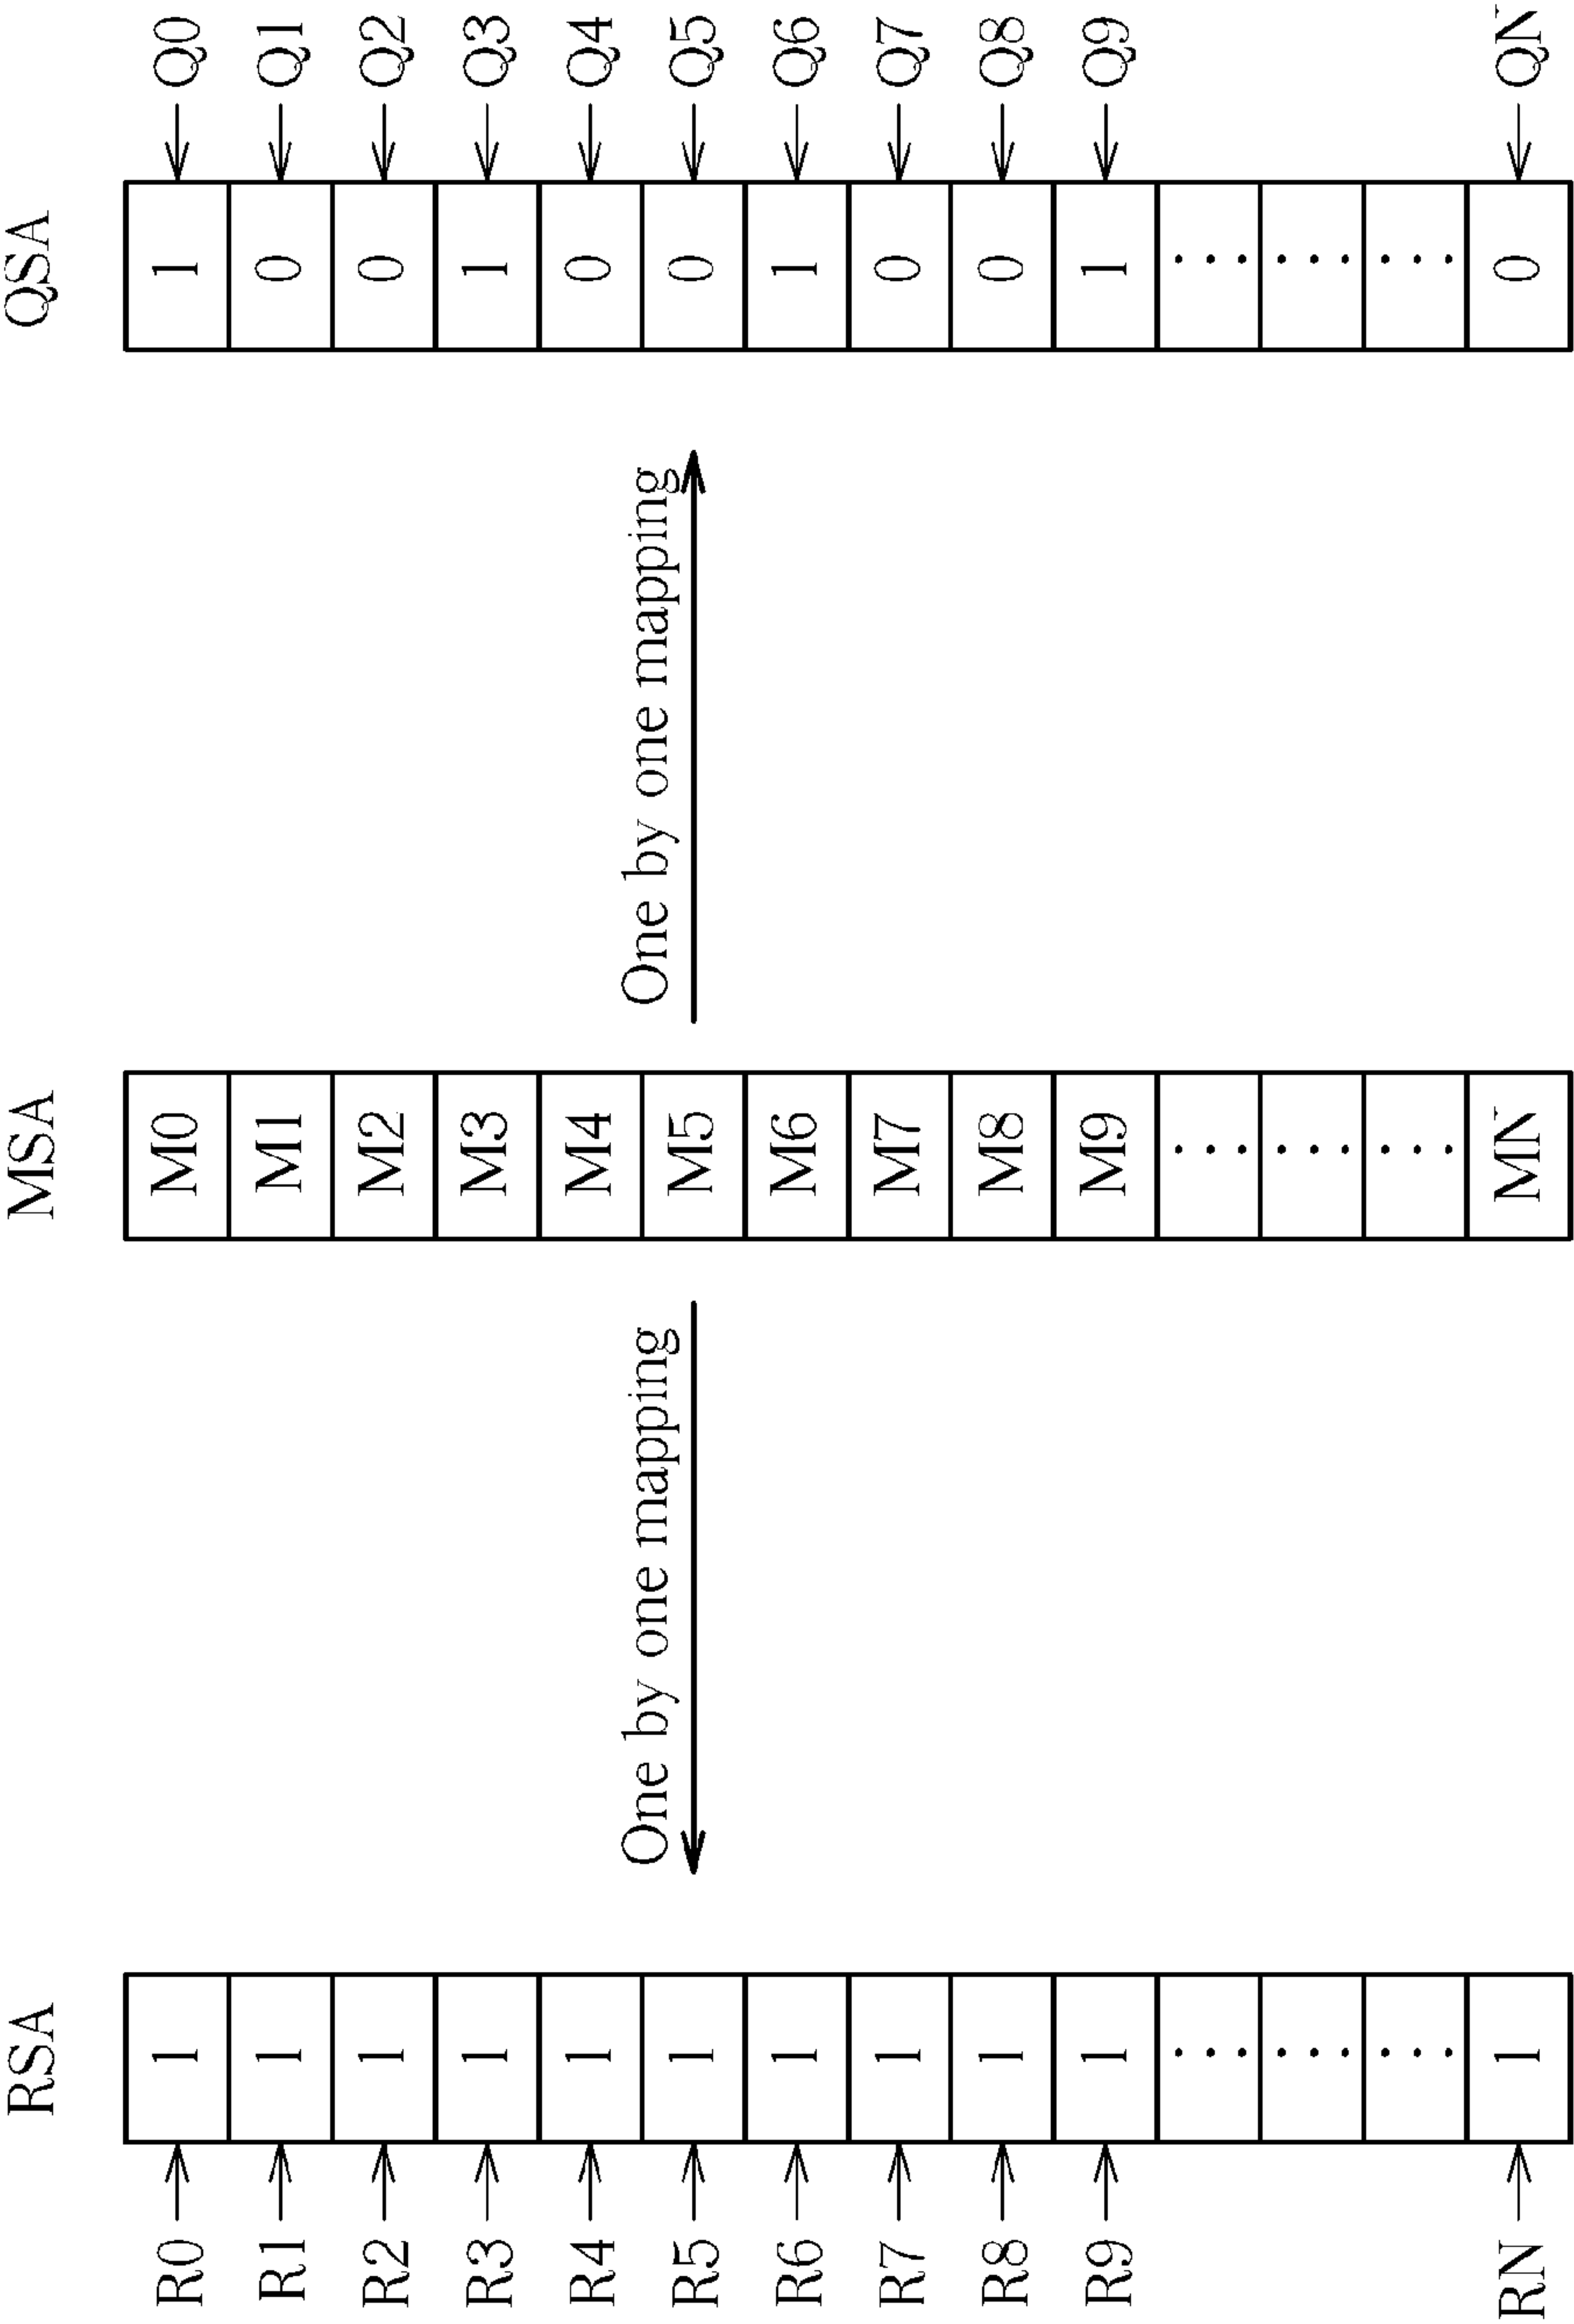 RSA MSA QSA
R0 1 M0 1 Q0
R1 1 M1 0 Q1
R2 1 M2 0 Q2
R3 1 M3 1 Q3
R4 1 M4 0 Q4
One by one mapping One by one mapping
R5 1 M5 0 Q5
R6 1 M6 1 Q6
R7 1 M7 0 Q7
R8 1 M8 0 Q8
R9 1 M9 1 Q9
RN 1 MN 0 QN